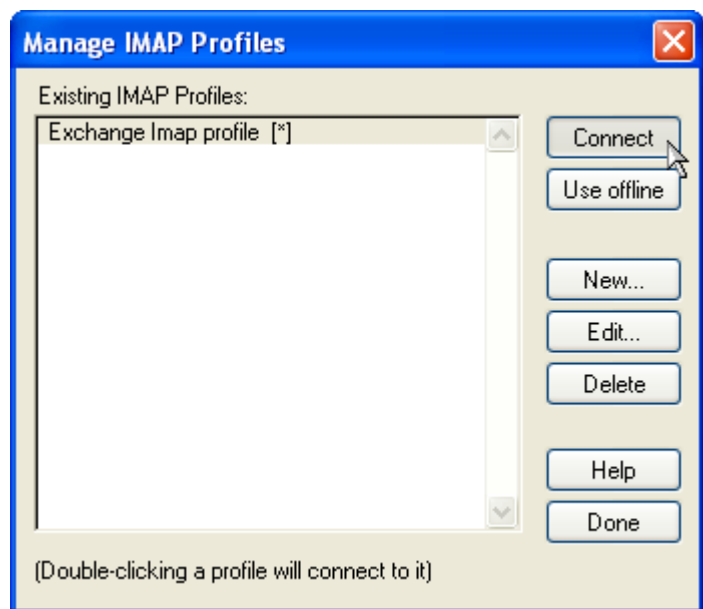 Manage IMAP Profiles
Existing IMAP Profiles:
Exchange Imap profile [*]
Connect
Use offline
New...
Edit...
Delete
Help
Done
(Double-clicking a profile will connect to it)